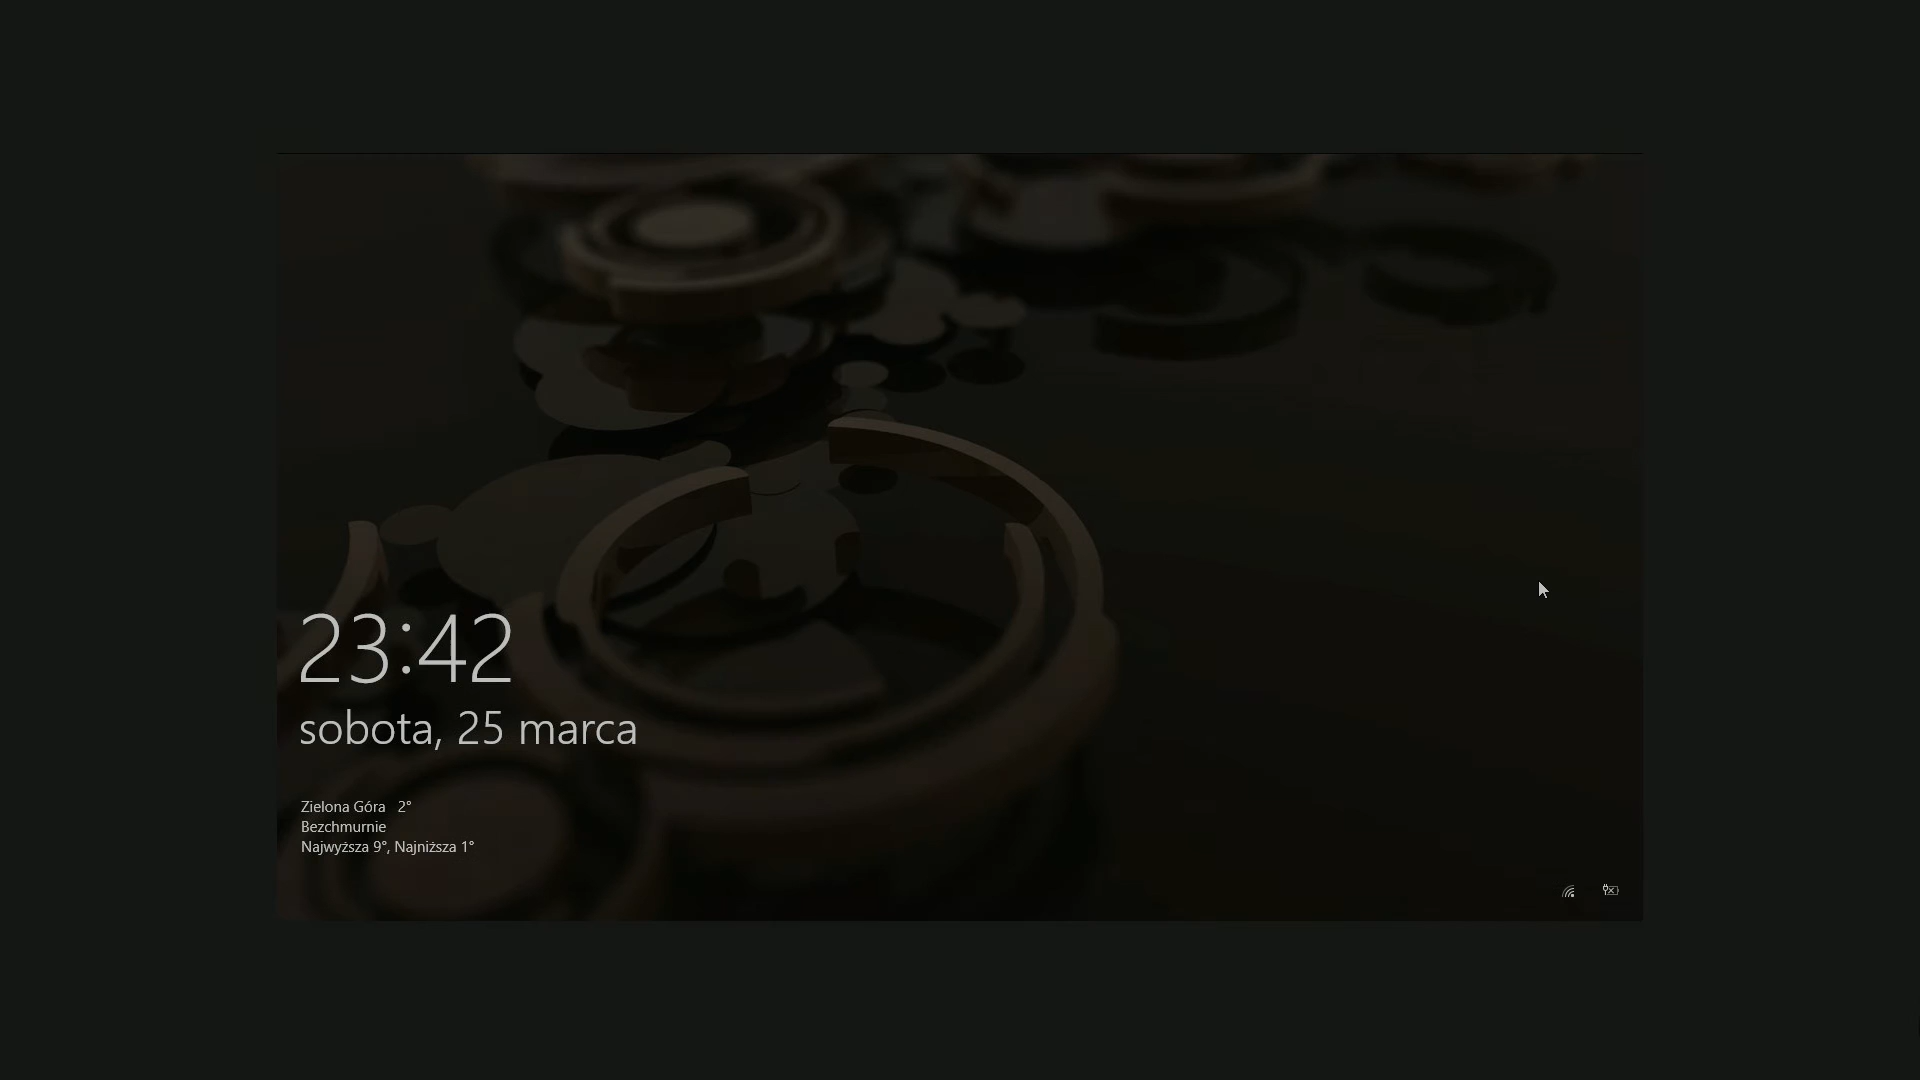 23:42
sobota, 25 marca
Zielona Góra 2°
Bezchmurnie
Najwyższa 9°, Najniższa 1°